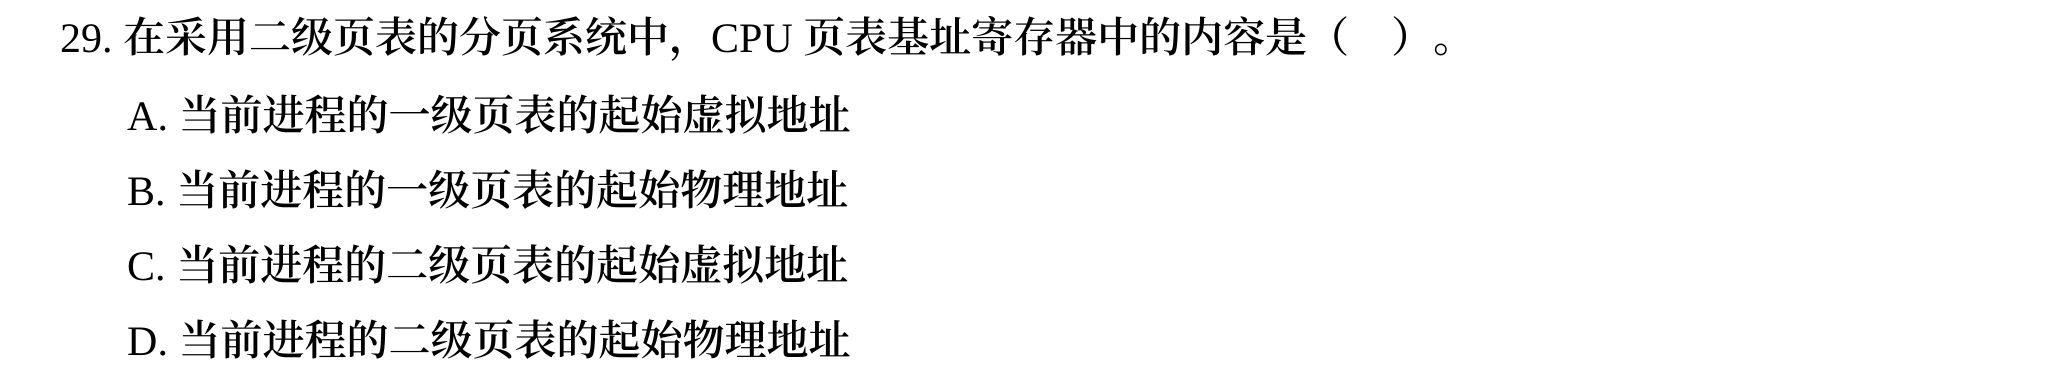 29. 在采用二级页表的分页系统中，CPU 页表基址寄存器中的内容是（　）。
A. 当前进程的一级页表的起始虚拟地址
B. 当前进程的一级页表的起始物理地址
C. 当前进程的二级页表的起始虚拟地址
D. 当前进程的二级页表的起始物理地址